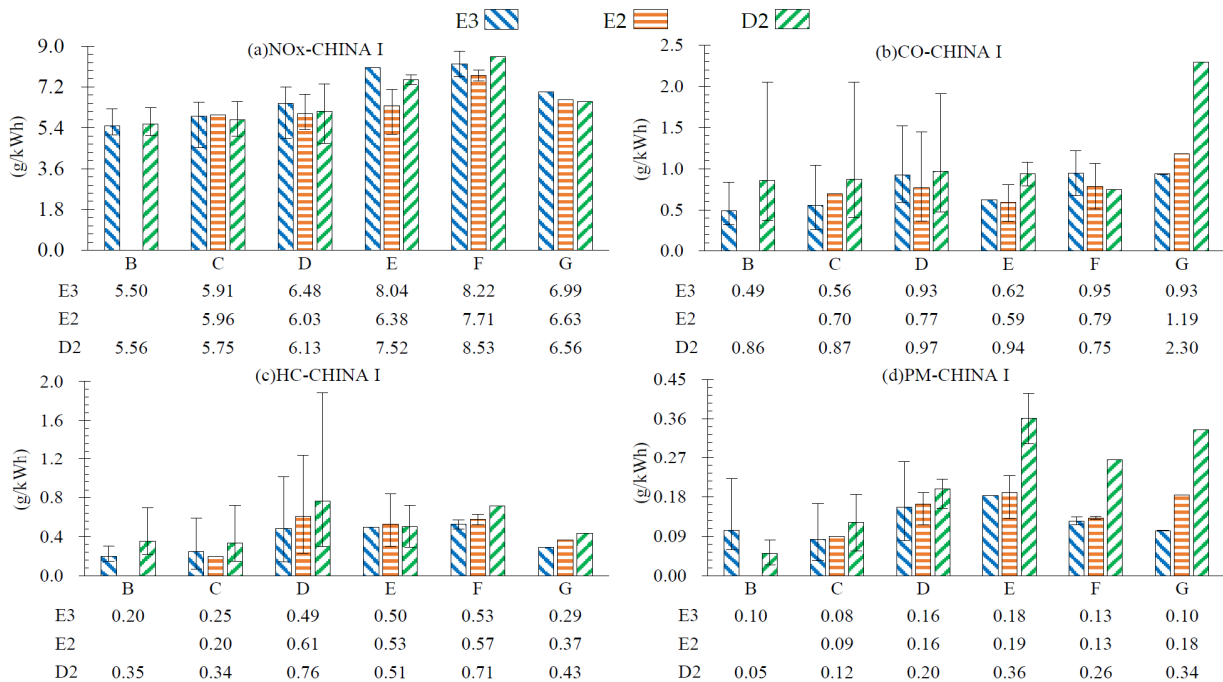 E3 E2 D2
(a)NOx-CHINA I
(g/kWh)
9.0
7.2
5.4
3.6
1.8
0.0
B C D E F G
E3 5.50 5.91 6.48 8.04 8.22 6.99
E2 5.96 6.03 6.38 7.71 6.63
D2 5.56 5.75 6.13 7.52 8.53 6.56
(b)CO-CHINA I
(g/kWh)
2.5
2.0
1.5
1.0
0.5
0.0
B C D E F G
E3 0.49 0.56 0.93 0.62 0.95 0.93
E2 0.70 0.77 0.59 0.79 1.19
D2 0.86 0.87 0.97 0.94 0.75 2.30
(c)HC-CHINA I
(g/kWh)
2.0
1.6
1.2
0.8
0.4
0.0
B C D E F G
E3 0.20 0.25 0.49 0.50 0.53 0.29
E2 0.20 0.61 0.53 0.57 0.37
D2 0.35 0.34 0.76 0.51 0.71 0.43
(d)PM-CHINA I
(g/kWh)
0.45
0.36
0.27
0.18
0.09
0.00
B C D E F G
E3 0.10 0.08 0.16 0.18 0.13 0.10
E2 0.09 0.16 0.19 0.13 0.18
D2 0.05 0.12 0.20 0.36 0.26 0.34